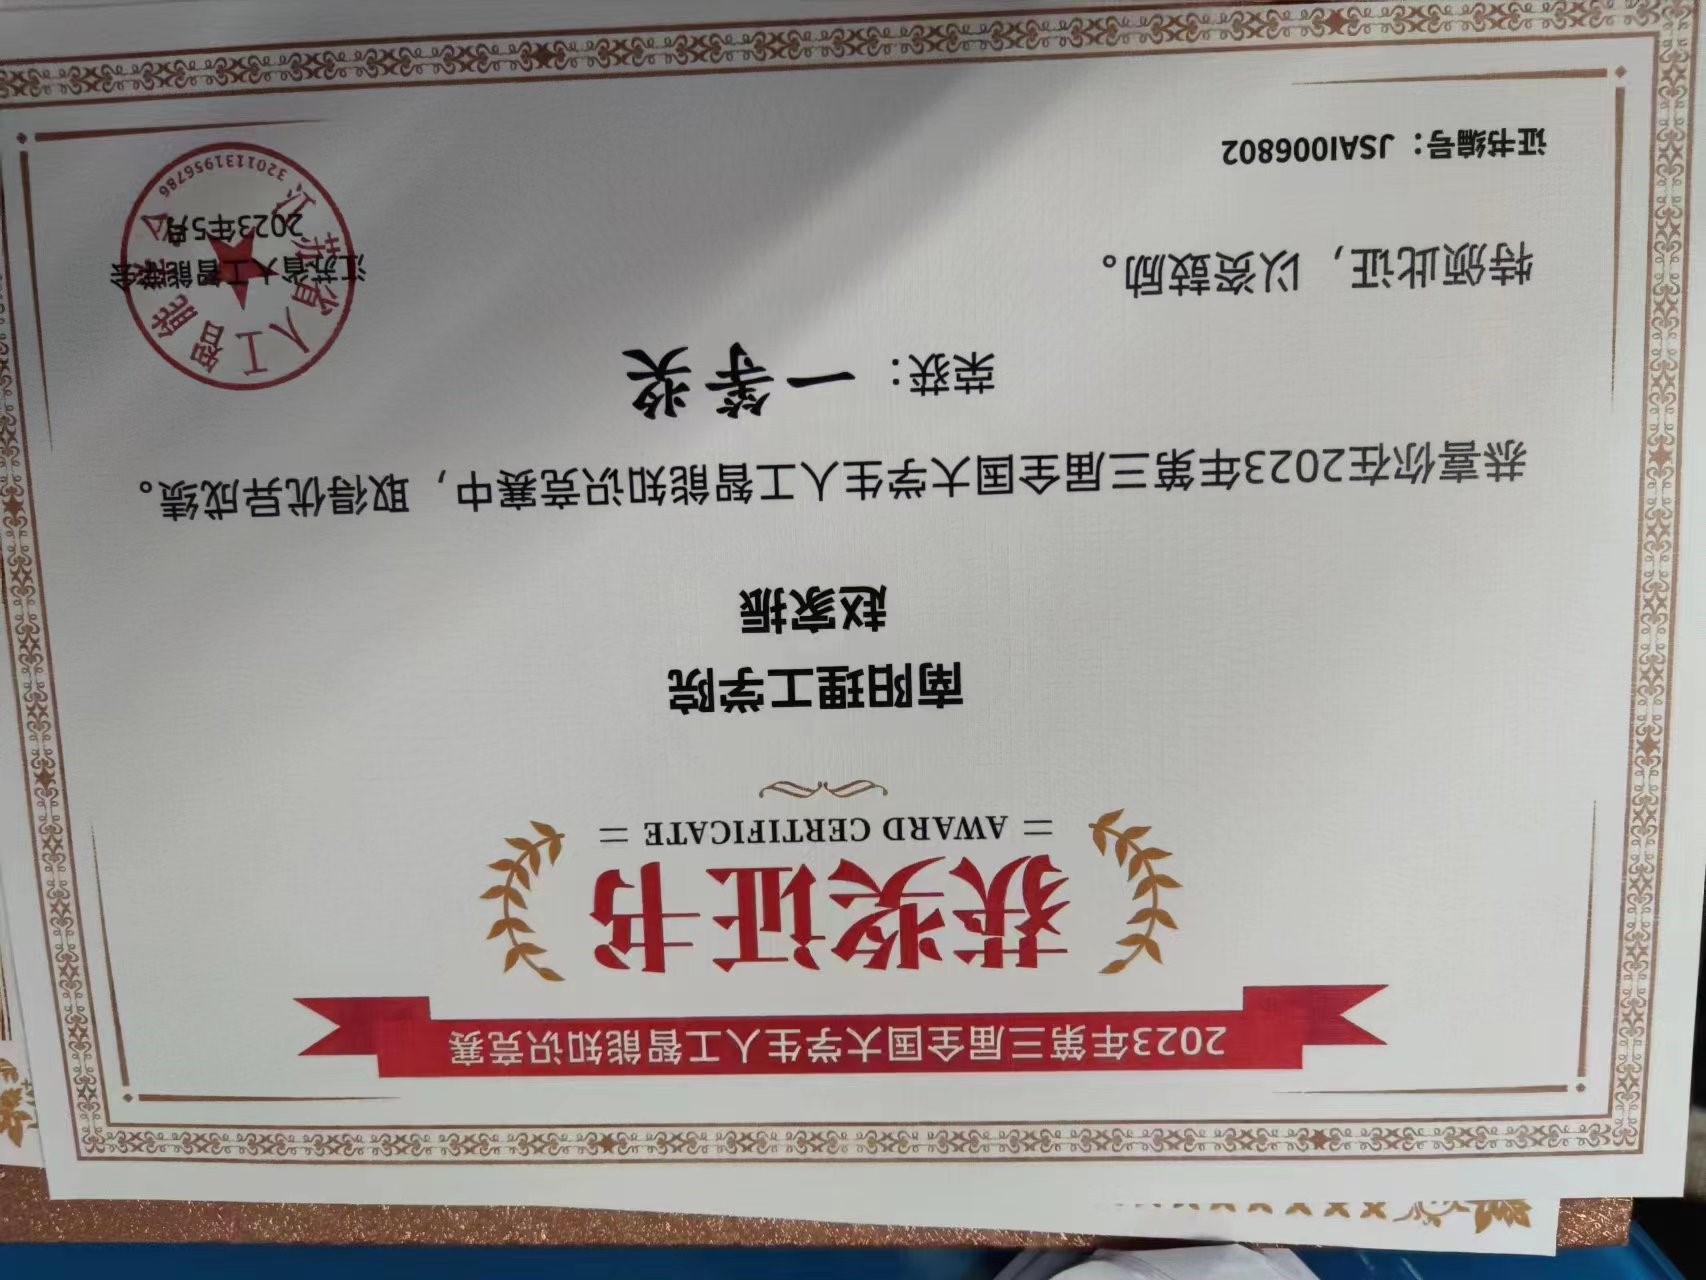 2023年第三届全国大学生人工智能知识竞赛
获奖证书
AWARD CERTIFICATE
南阳理工学院
赵家振
恭喜你在2023年第三届全国大学生人工智能知识竞赛中，取得优异成绩。
荣获：一等奖
特颁此证，以资鼓励。
江苏省人工智能学会
2023年5月
江苏省人工智能学会
3201131956786
证书编号：JSAI006802